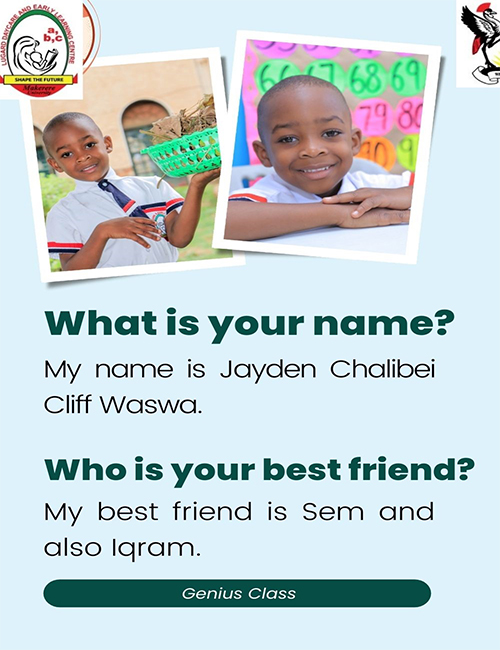 LUGARD DAYCARE AND EARLY LEARNING CENTRE
a,
b,c
SHAPE THE FUTURE
Makerere
66 67 68 69
79 80
90
What is your name?
My name is Jayden Chalibei
Cliff Waswa.
Who is your best friend?
My best friend is Sem and
also Iqram.
Genius Class